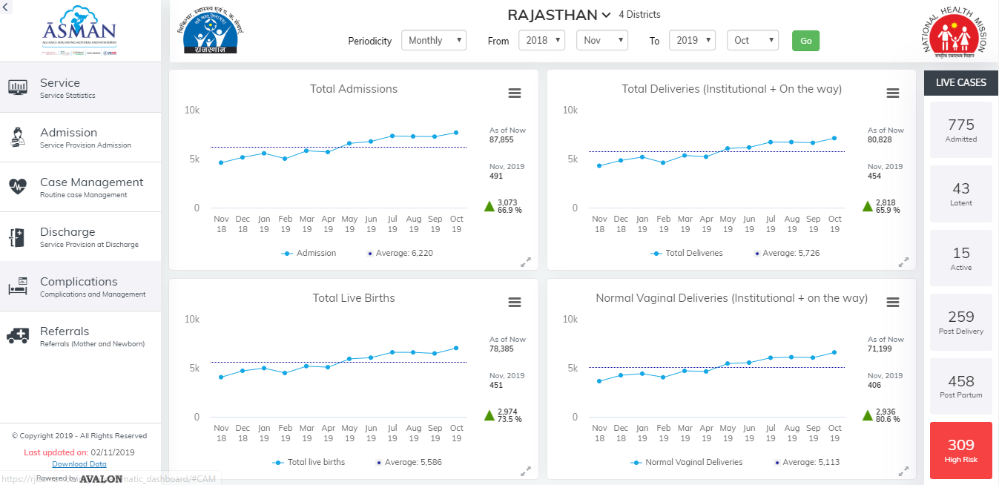 ASMAN
ALLIANCE FOR SAVING MOTHERS AND NEWBORNS
USAID
Service
Service Statistics
Admission
Service Provision Admission
Case Management
Routine case Management
Discharge
Service Provision at Discharge
Complications
Complications and Management
Referrals
Referrals (Mother and Newborn)
© Copyright 2019 - All Rights Reserved
Last updated on: 02/11/2019
Download Data
Powered by AVALON
राजस्थान
RAJASTHAN 4 Districts
Periodicity Monthly From 2018 Nov To 2019 Oct Go
NATIONAL HEALTH MISSION
राष्ट्रीय स्वास्थ्य मिशन
Total Admissions
10k
5k
0
Nov Dec Jan Feb Mar Apr May Jun Jul Aug Sep Oct
18 18 19 19 19 19 19 19 19 19 19 19
Admission Average: 6,220
As of Now
87,855
Nov, 2019
491
3,073
66.9 %
Total Deliveries (Institutional + On the way)
10k
5k
0
Nov Dec Jan Feb Mar Apr May Jun Jul Aug Sep Oct
18 18 19 19 19 19 19 19 19 19 19 19
Total Deliveries Average: 5,726
As of Now
80,828
Nov, 2019
454
2,818
65.9 %
Total Live Births
10k
5k
0
Nov Dec Jan Feb Mar Apr May Jun Jul Aug Sep Oct
18 18 19 19 19 19 19 19 19 19 19 19
Total live births Average: 5,586
As of Now
78,385
Nov, 2019
451
2,974
73.5 %
Normal Vaginal Deliveries (Institutional + on the way)
10k
5k
0
Nov Dec Jan Feb Mar Apr May Jun Jul Aug Sep Oct
18 18 19 19 19 19 19 19 19 19 19 19
Normal Vaginal Deliveries Average: 5,113
As of Now
71,199
Nov, 2019
406
2,936
80.6 %
LIVE CASES
775
Admitted
43
Latent
15
Active
259
Post Delivery
458
Post Partum
309
High Risk